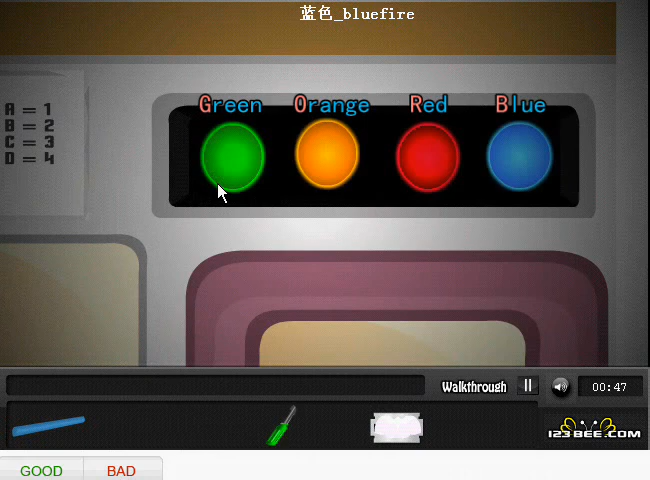 蓝色_bluefire
Green Orange Red Blue
A = 1
B = 2
C = 3
D = 4
Walkthrough
00:47
123BEE.COM
GOOD BAD